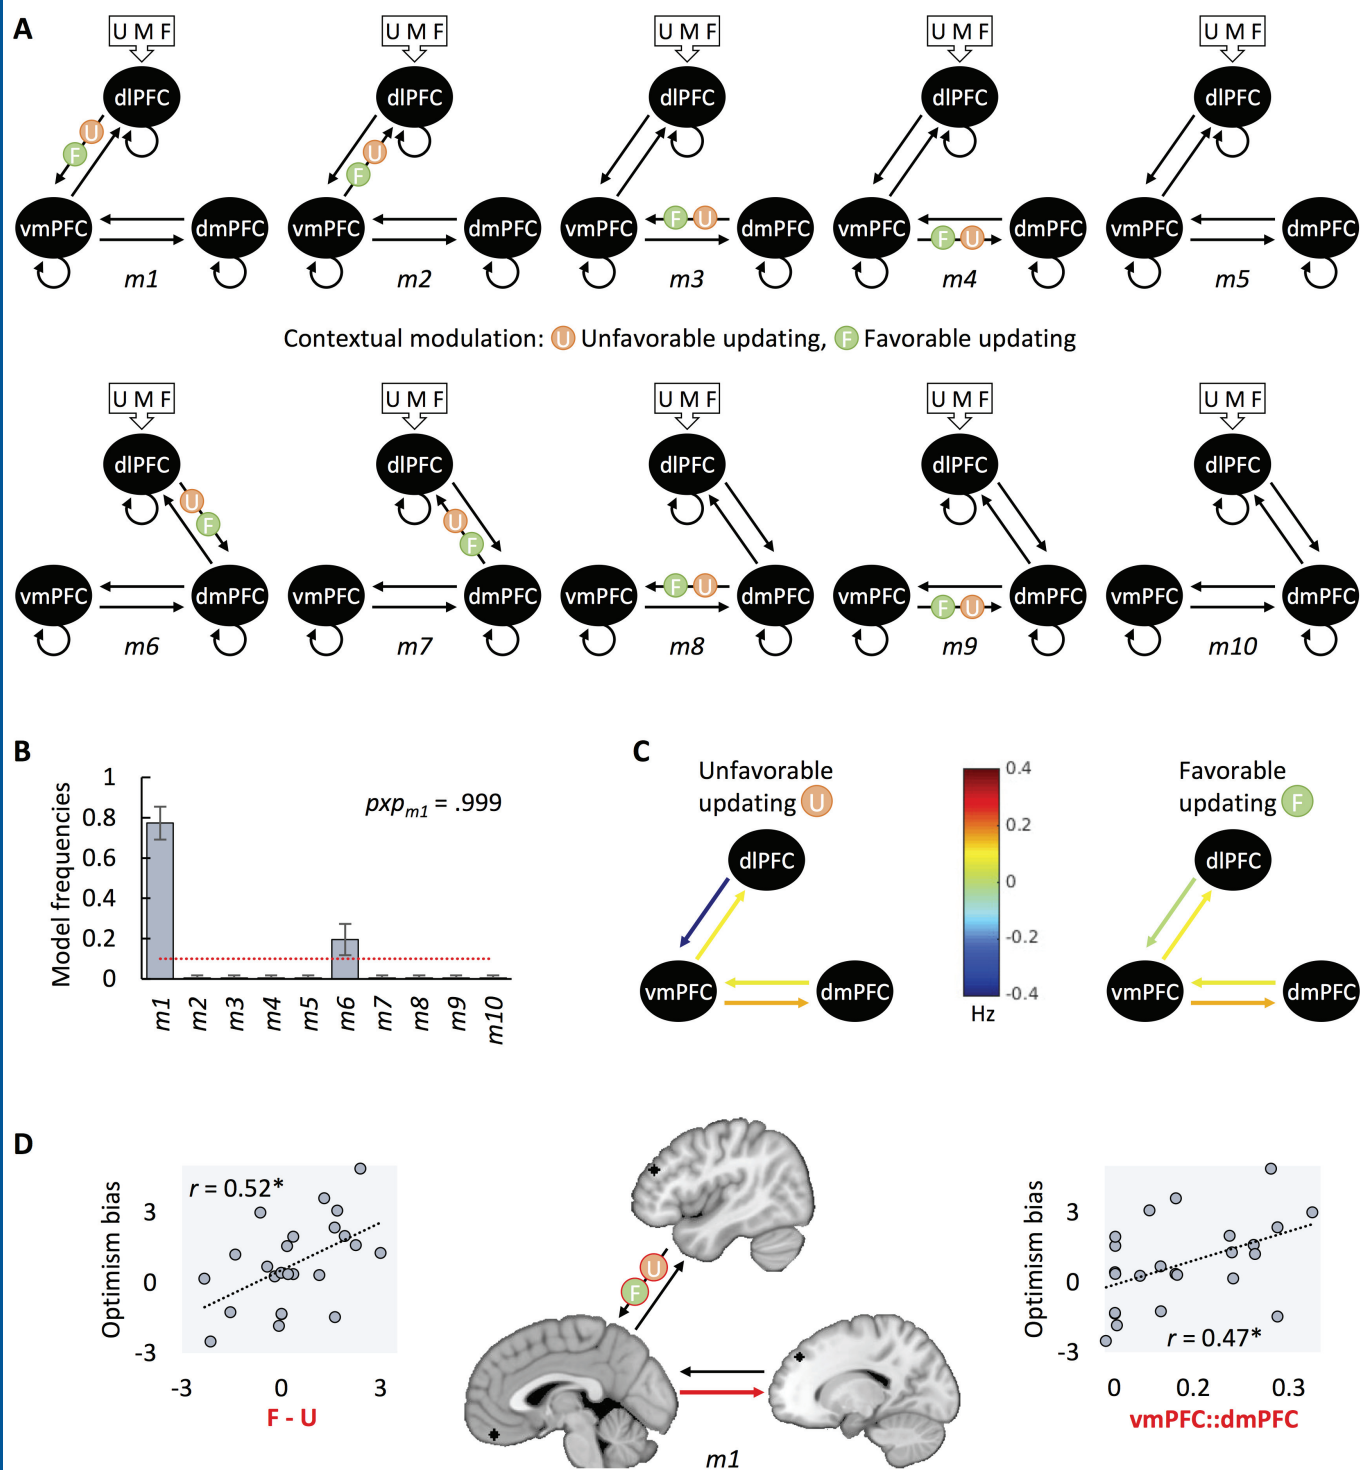 A
U M F U M F U M F U M F U M F
dlPFC dlPFC dlPFC dlPFC dlPFC
U F U F
vmPFC dmPFC vmPFC dmPFC vmPFC F U dmPFC vmPFC F U dmPFC vmPFC dmPFC
m1 m2 m3 m4 m5
Contextual modulation: U Unfavorable updating, F Favorable updating
U M F U M F U M F U M F U M F
dlPFC dlPFC dlPFC dlPFC dlPFC
U F U F
vmPFC dmPFC vmPFC dmPFC vmPFC F U dmPFC vmPFC F U dmPFC vmPFC dmPFC
m6 m7 m8 m9 m10
B
Model frequencies
1
0.8
0.6
0.4
0.2
0
pxpm1 = .999
m1 m2 m3 m4 m5 m6 m7 m8 m9 m10
C
Unfavorable
updating U
dlPFC
vmPFC dmPFC
0.4
0.2
0
-0.2
-0.4
Hz
Favorable
updating F
dlPFC
vmPFC dmPFC
D
Optimism bias
r = 0.52*
3
0
-3
-3 0 3
F - U
U
F
m1
Optimism bias
3
0
-3
r = 0.47*
0 0.2 0.3
vmPFC::dmPFC